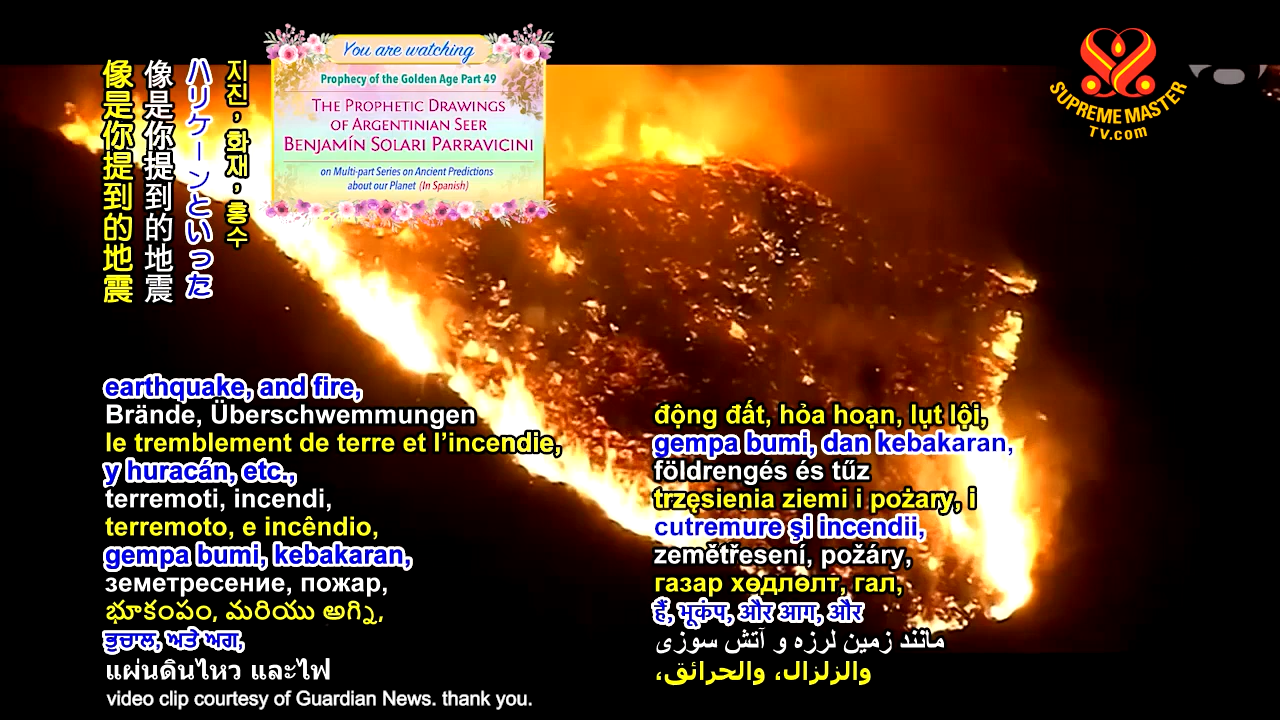 You are watching
Prophecy of the Golden Age Part 49
THE PROPHETIC DRAWINGS
OF ARGENTINIAN SEER
BENJAMÍN SOLARI PARRAVICINI
on Multi-part Series on Ancient Predictions
about our Planet (In Spanish)
SUPREME MASTER
TV.com
지진, 화재, 홍수
ハリケーンといった
像是你提到的地震
像是你提到的地震
earthquake, and fire,
Brände, Überschwemmungen
le tremblement de terre et l’incendie,
y huracán, etc.,
terremoti, incendi,
terremoto, e incêndio,
gempa bumi, kebakaran,
земетресение, пожар,
భూకంపం, మరియు అగ్ని,
ਭੁਚਾਲ, ਅਤੇ ਅਗ,
แผ่นดินไหว และไฟ
video clip courtesy of Guardian News. thank you.
động đất, hỏa hoạn, lụt lội,
gempa bumi, dan kebakaran,
földrengés és tűz
trzęsienia ziemi i pożary, i
cutremure şi incendii,
zemětřesení, požáry,
газар хөдлөлт, гал,
हैं, भूकंप, और आग, और
مانند زمین لرزه و آتش سوزی
والزلزال، والحرائق،